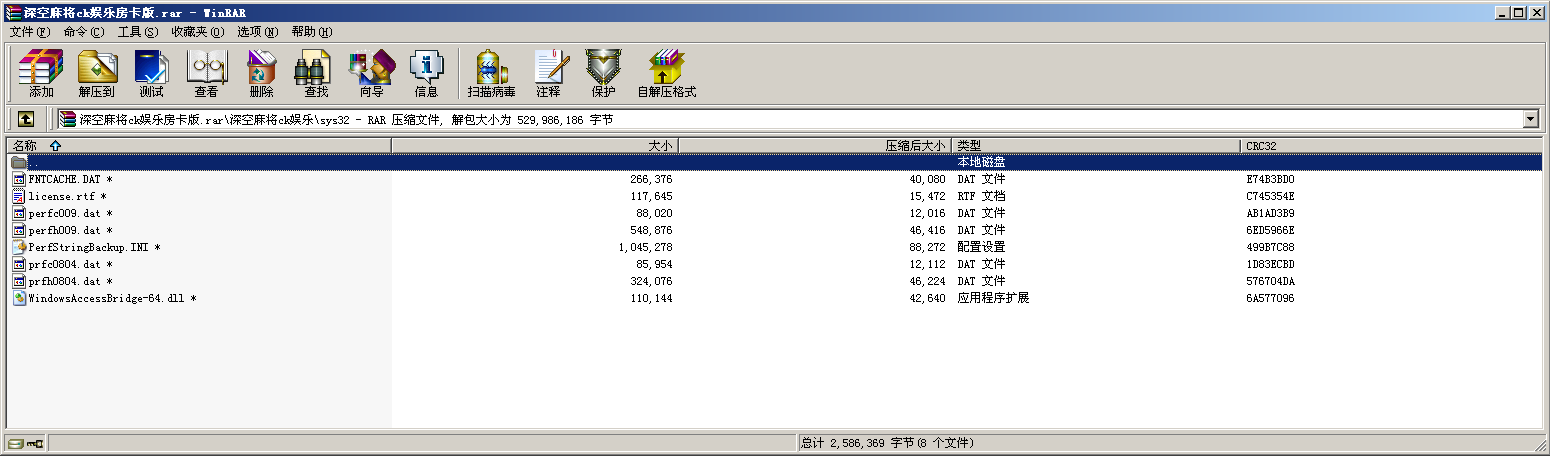 深空麻将ck娱乐房卡版.rar - WinRAR
文件(F) 命令(C) 工具(S) 收藏夹(O) 选项(N) 帮助(H)
添加 解压到 测试 查看 删除 查找 向导 信息 扫描病毒 注释 保护 自解压格式
深空麻将ck娱乐房卡版.rar\深空麻将ck娱乐\sys32 - RAR 压缩文件, 解包大小为 529,986,186 字节
名称 大小 压缩后大小 类型 CRC32
.. 本地磁盘
FNTCACHE.DAT * 266,376 40,080 DAT 文件 E74B3BD0
license.rtf * 117,645 15,472 RTF 文档 C745354E
perfc009.dat * 88,020 12,016 DAT 文件 AB1AD3B9
perfh009.dat * 548,876 46,416 DAT 文件 6ED5966E
PerfStringBackup.INI * 1,045,278 88,272 配置设置 499B7C88
prfc0804.dat * 85,954 12,112 DAT 文件 1D83ECBD
prfh0804.dat * 324,076 46,224 DAT 文件 576704DA
WindowsAccessBridge-64.dll * 110,144 42,640 应用程序扩展 6A577096
总计 2,586,369 字节(8 个文件)